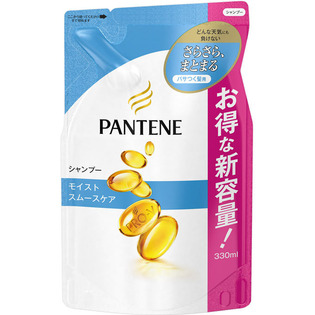 シャンプー
どんな天気にも
負けない
さらさら、
まとまる
パサつく髪用
PANTENE
シャンプー
モイスト
スムースケア
PRO-V
お得な新容量!
330ml